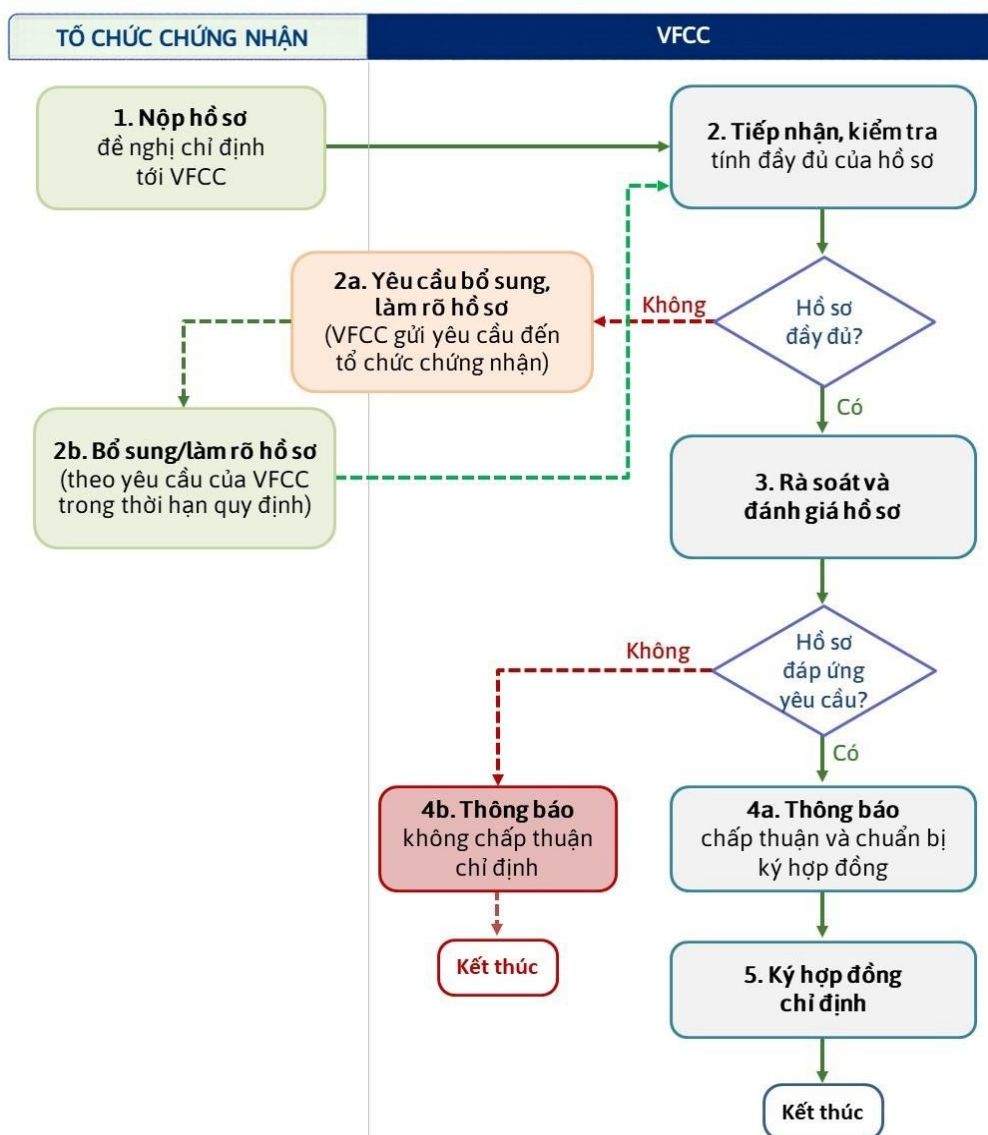 TỔ CHỨC CHỨNG NHẬN
VFCC
1. Nộp hồ sơ
đề nghị chỉ định
tới VFCC
2. Tiếp nhận, kiểm tra
tính đầy đủ của hồ sơ
2a. Yêu cầu bổ sung,
làm rõ hồ sơ
(VFCC gửi yêu cầu đến
tổ chức chứng nhận)
Không
Hồ sơ
đầy đủ?
Có
2b. Bổ sung/làm rõ hồ sơ
(theo yêu cầu của VFCC
trong thời hạn quy định)
3. Rà soát và
đánh giá hồ sơ
Không
Hồ sơ
đáp ứng
yêu cầu?
Có
4b. Thông báo
không chấp thuận
chỉ định
4a. Thông báo
chấp thuận và chuẩn bị
ký hợp đồng
Kết thúc
5. Ký hợp đồng
chỉ định
Kết thúc